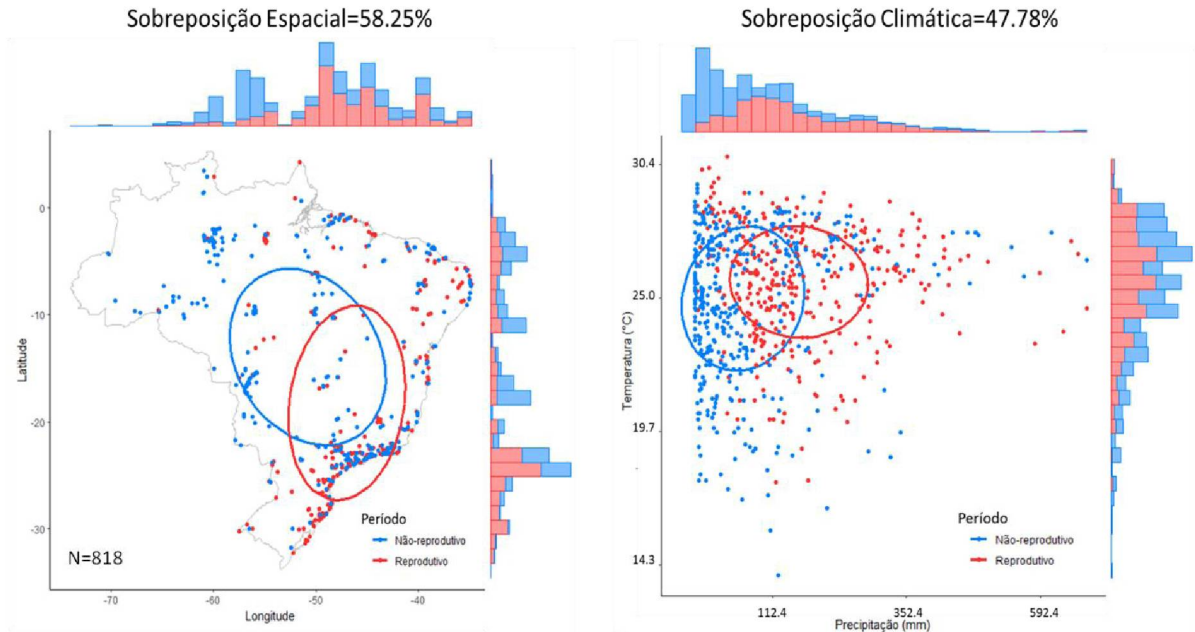 Sobreposição Espacial=58.25%
0
-10
-20
-30
Latitude
N=818
Período
Não-reprodutivo
Reprodutivo
-70
-60
-50
-40
Longitude
Sobreposição Climática=47.78%
30.4
25.0
19.7
14.3
Temperatura (°C)
Período
Não-reprodutivo
Reprodutivo
112.4
352.4
592.4
Precipitação (mm)